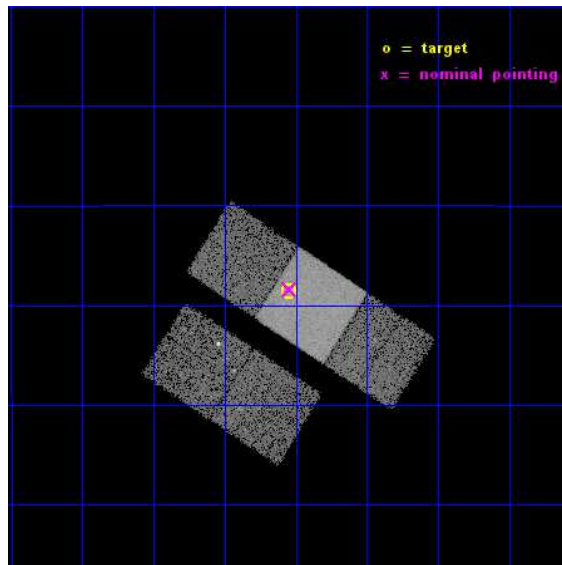 o = target
x = nominal pointing